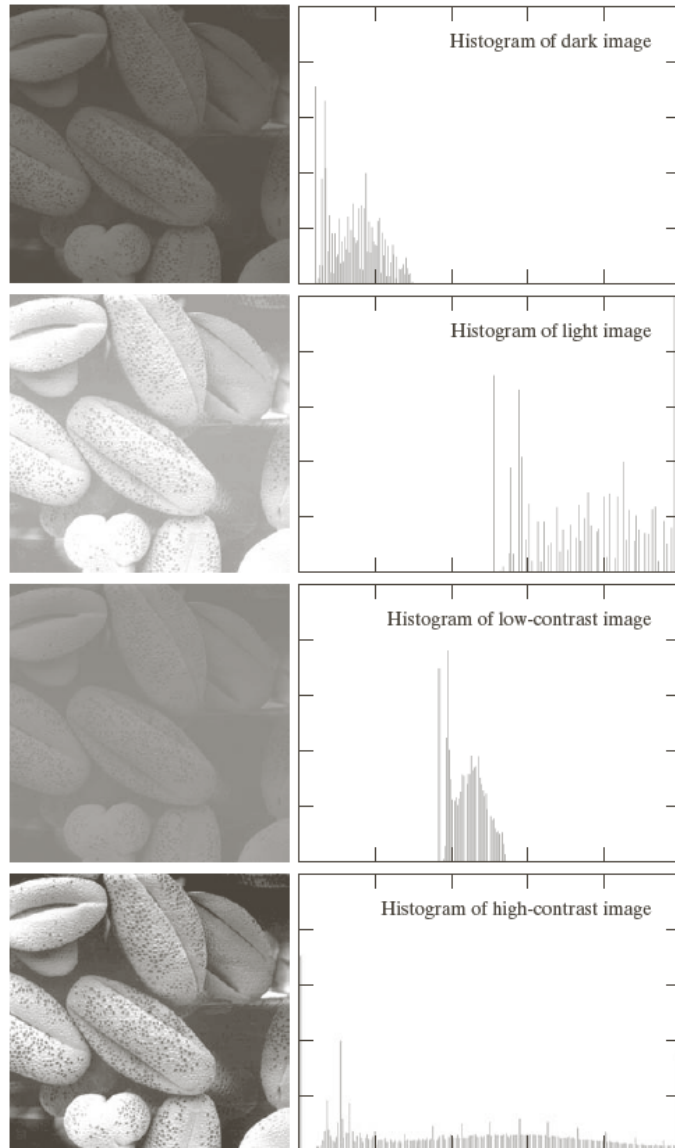 Histogram of dark image
Histogram of light image
Histogram of low-contrast image
Histogram of high-contrast image